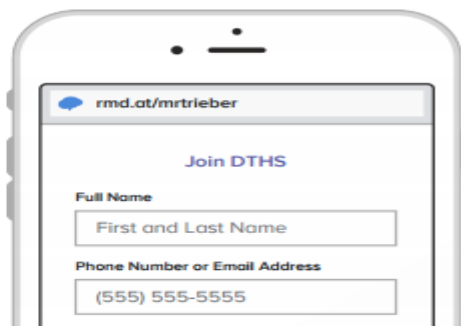 rmd.at/mrtrieber
Join DTHS
Full Name
First and Last Name
Phone Number or Email Address
(555) 555-5555